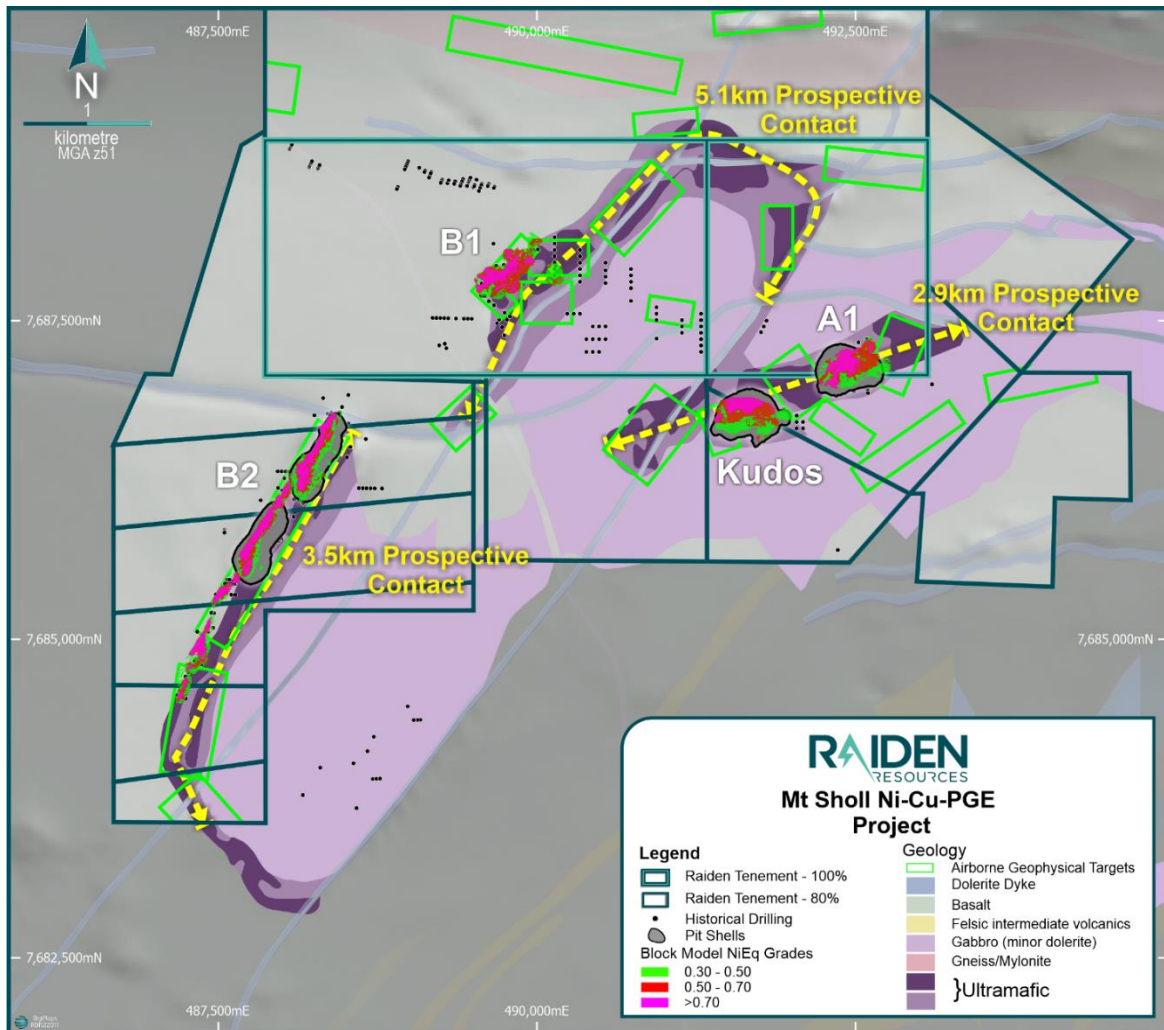 487,500mE
490,000mE
492,500mE
N
1
kilometre
MGA z51
5.1km Prospective
Contact
B1
7,687,500mN
2.9km Prospective
Contact
A1
B2
Kudos
3.5km Prospective
Contact
7,685,000mN
7,685,000mN
RAIDEN
RESOURCES
Mt Sholl Ni-Cu-PGE
Project
Legend
Raiden Tenement - 100%
Raiden Tenement - 80%
Historical Drilling
Pit Shells
Block Model NiEq Grades
0.30 - 0.50
0.50 - 0.70
>0.70
Geology
Airborne Geophysical Targets
Dolerite Dyke
Basalt
Felsic intermediate volcanics
Gabbro (minor dolerite)
Gneiss/Mylonite
}Ultramafic
7,682,500mN
487,500mE
490,000mE
492,500mE